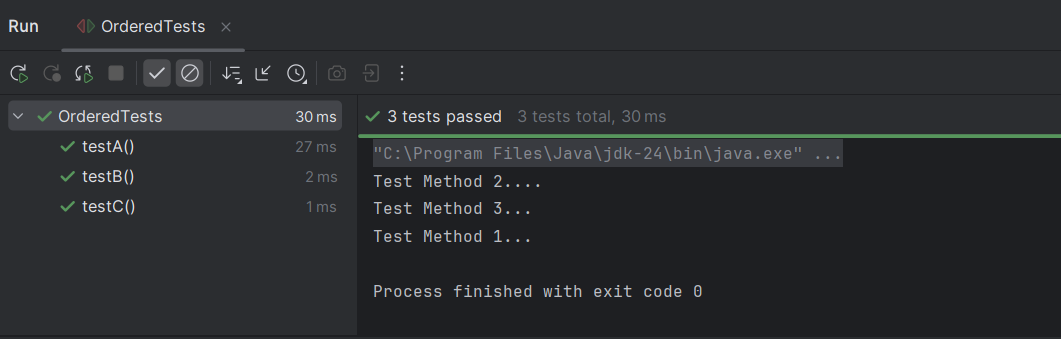 Run OrderedTests
OrderedTests 30 ms
testA() 27 ms
testB() 2 ms
testC() 1 ms
3 tests passed 3 tests total, 30 ms
"C:\Program Files\Java\jdk-24\bin\java.exe" ...
Test Method 2....
Test Method 3...
Test Method 1...
Process finished with exit code 0